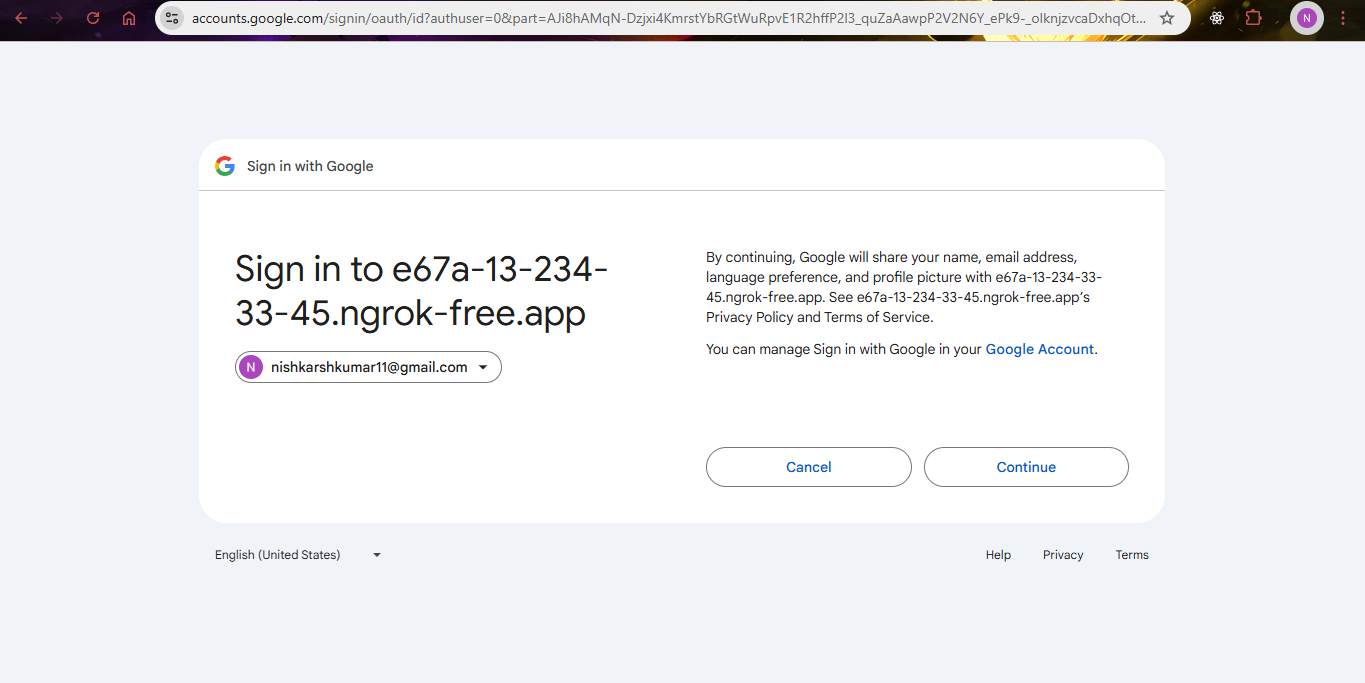 accounts.google.com/signin/oauth/id?authuser=0&part=AJi8hAMqN-Dzjxi4KmrstYbRGtWuRpvE1R2hffP2I3_quZaAawpP2V2N6Y_ePk9-_oIknjzvcaDxhqOt...
N
Sign in with Google
Sign in to e67a-13-234-
33-45.ngrok-free.app
N nishkarshkumar11@gmail.com
By continuing, Google will share your name, email address,
language preference, and profile picture with e67a-13-234-33-
45.ngrok-free.app. See e67a-13-234-33-45.ngrok-free.app’s
Privacy Policy and Terms of Service.
You can manage Sign in with Google in your Google Account.
Cancel
Continue
English (United States)
Help
Privacy
Terms